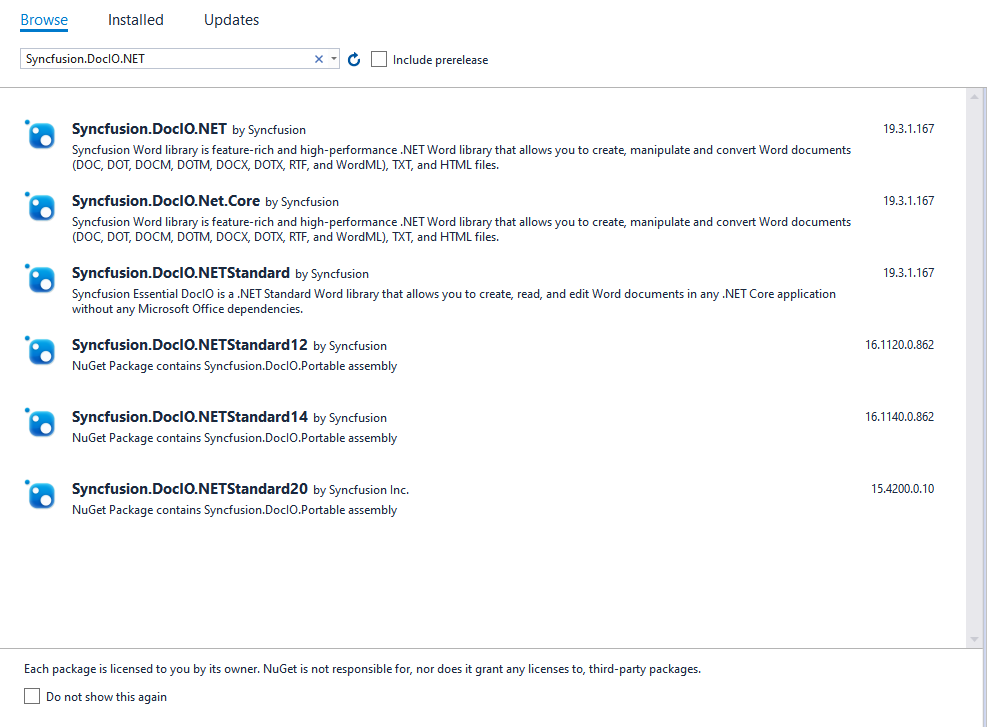 Browse Installed Updates
Syncfusion.DocIO.NET
Include prerelease
Syncfusion.DocIO.NET by Syncfusion 19.3.1.167
Syncfusion Word library is feature-rich and high-performance .NET Word library that allows you to create, manipulate and convert Word documents
(DOC, DOT, DOCM, DOTM, DOCX, DOTX, RTF, and WordML), TXT, and HTML files.
Syncfusion.DocIO.Net.Core by Syncfusion 19.3.1.167
Syncfusion Word library is feature-rich and high-performance .NET Word library that allows you to create, manipulate and convert Word documents
(DOC, DOT, DOCM, DOTM, DOCX, DOTX, RTF, and WordML), TXT, and HTML files.
Syncfusion.DocIO.NETStandard by Syncfusion 19.3.1.167
Syncfusion Essential DocIO is a .NET Standard Word library that allows you to create, read, and edit Word documents in any .NET Core application
without any Microsoft Office dependencies.
Syncfusion.DocIO.NETStandard12 by Syncfusion 16.1120.0.862
NuGet Package contains Syncfusion.DocIO.Portable assembly
Syncfusion.DocIO.NETStandard14 by Syncfusion 16.1140.0.862
NuGet Package contains Syncfusion.DocIO.Portable assembly
Syncfusion.DocIO.NETStandard20 by Syncfusion Inc. 15.4200.0.10
NuGet Package contains Syncfusion.DocIO.Portable assembly
Each package is licensed to you by its owner. NuGet is not responsible for, nor does it grant any licenses to, third-party packages.
Do not show this again